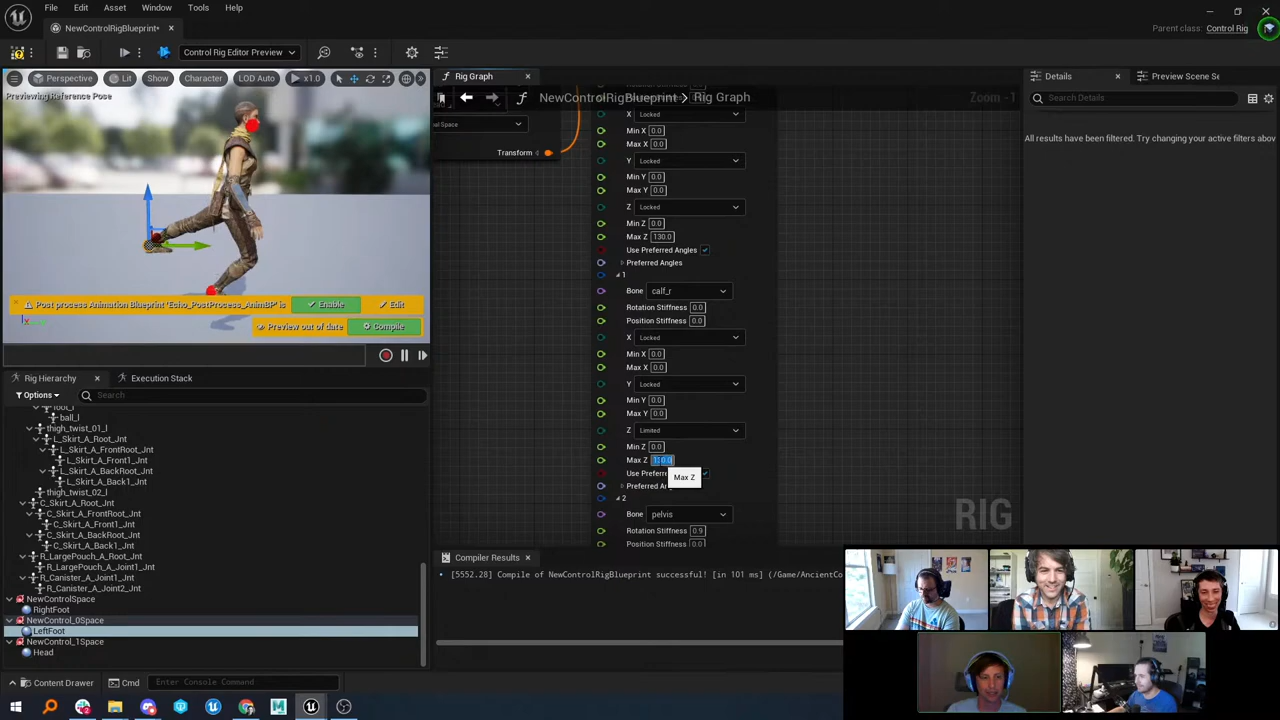 File Edit Asset Window Tools Help
NewControlRigBlueprint*
Parent class: Control Rig
Control Rig Editor Preview
Perspective Lit Show Character LOD Auto x1.0
Previewing Reference Pose
Post process Animation Blueprint 'Echo_PostProcess_AnimBP' is
Enable
Edit
Preview out of date
Compile
Rig Hierarchy
Execution Stack
Options
Search
foot_l
ball_l
thigh_twist_01_l
L_Skirt_A_Root_Jnt
L_Skirt_A_FrontRoot_Jnt
L_Skirt_A_Front1_Jnt
L_Skirt_A_BackRoot_Jnt
L_Skirt_A_Back1_Jnt
thigh_twist_02_l
C_Skirt_A_Root_Jnt
C_Skirt_A_FrontRoot_Jnt
C_Skirt_A_Front1_Jnt
C_Skirt_A_BackRoot_Jnt
C_Skirt_A_Back1_Jnt
R_LargePouch_A_Root_Jnt
R_LargePouch_A_Joint1_Jnt
R_Canister_A_Joint1_Jnt
R_Canister_A_Joint2_Jnt
NewControlSpace
RightFoot
NewControl_0Space
LeftFoot
NewControl_1Space
Head
Rig Graph
NewControlRigBlueprint > Rig Graph
Zoom -1
Transform
X Locked
Min X 0.0
Max X 0.0
Y Locked
Min Y 0.0
Max Y 0.0
Z Locked
Min Z 0.0
Max Z 130.0
Use Preferred Angles
Preferred Angles
1
Bone calf_r
Rotation Stiffness 0.0
Position Stiffness 0.0
X Locked
Min X 0.0
Max X 0.0
Y Locked
Min Y 0.0
Max Y 0.0
Z Limited
Min Z 0.0
Max Z
Max Z
2
Bone pelvis
Rotation Stiffness 0.9
Position Stiffness
RIG
Details
Preview Scene Se
Search Details
All results have been filtered. Try changing your active filters abov
Compiler Results
[5552.28] Compile of NewControlRigBlueprint successful! [in 101 ms] (/Game/AncientCo
Content Drawer
Cmd
Enter Console Command